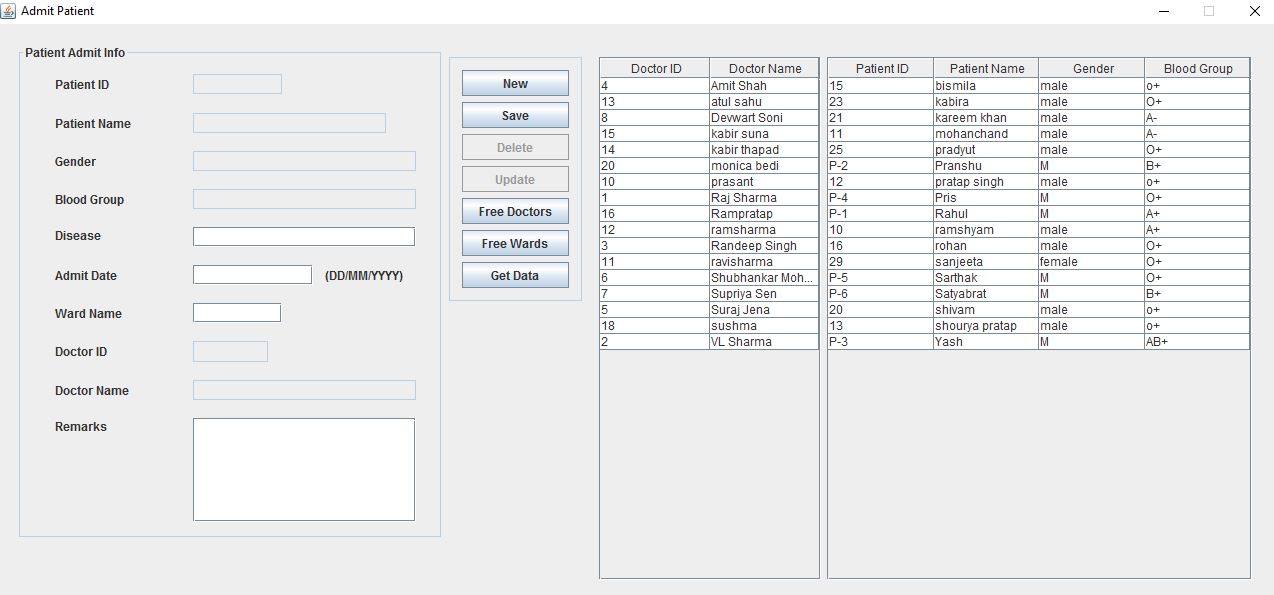 Admit Patient
Patient Admit Info
Patient ID
Patient Name
Gender
Blood Group
Disease
Admit Date (DD/MM/YYYY)
Ward Name
Doctor ID
Doctor Name
Remarks
New
Save
Delete
Update
Free Doctors
Free Wards
Get Data
Doctor ID Doctor Name
4 Amit Shah
13 atul sahu
8 Devwart Soni
15 kabir suna
14 kabir thapad
20 monica bedi
10 prasant
1 Raj Sharma
16 Rampratap
12 ramsharma
3 Randeep Singh
11 ravisharma
6 Shubhankar Moh...
7 Supriya Sen
5 Suraj Jena
18 sushma
2 VL Sharma
Patient ID Patient Name Gender Blood Group
15 bismila male o+
23 kabira male O+
21 kareem khan male A-
11 mohanchand male A-
25 pradyut male O+
P-2 Pranshu M B+
12 pratap singh male o+
P-4 Pris M O+
P-1 Rahul M A+
10 ramshyam male A+
16 rohan male O+
29 sanjeeta female O+
P-5 Sarthak M O+
P-6 Satyabrat M B+
20 shivam male o+
13 shourya pratap male o+
P-3 Yash M AB+